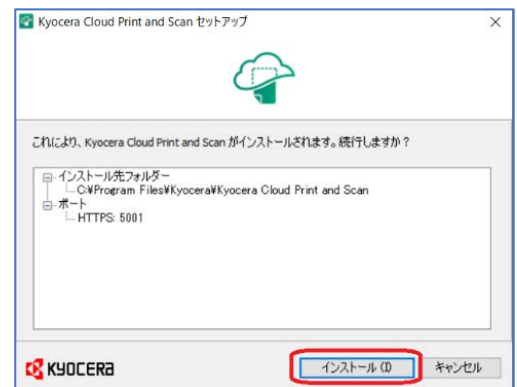 Kyocera Cloud Print and Scan セットアップ
これにより、Kyocera Cloud Print and Scan がインストールされます。続行しますか？
インストール先フォルダー
C:¥Program Files¥Kyocera¥Kyocera Cloud Print and Scan
ポート
HTTPS: 5001
KYOCERA
インストール(I)
キャンセル